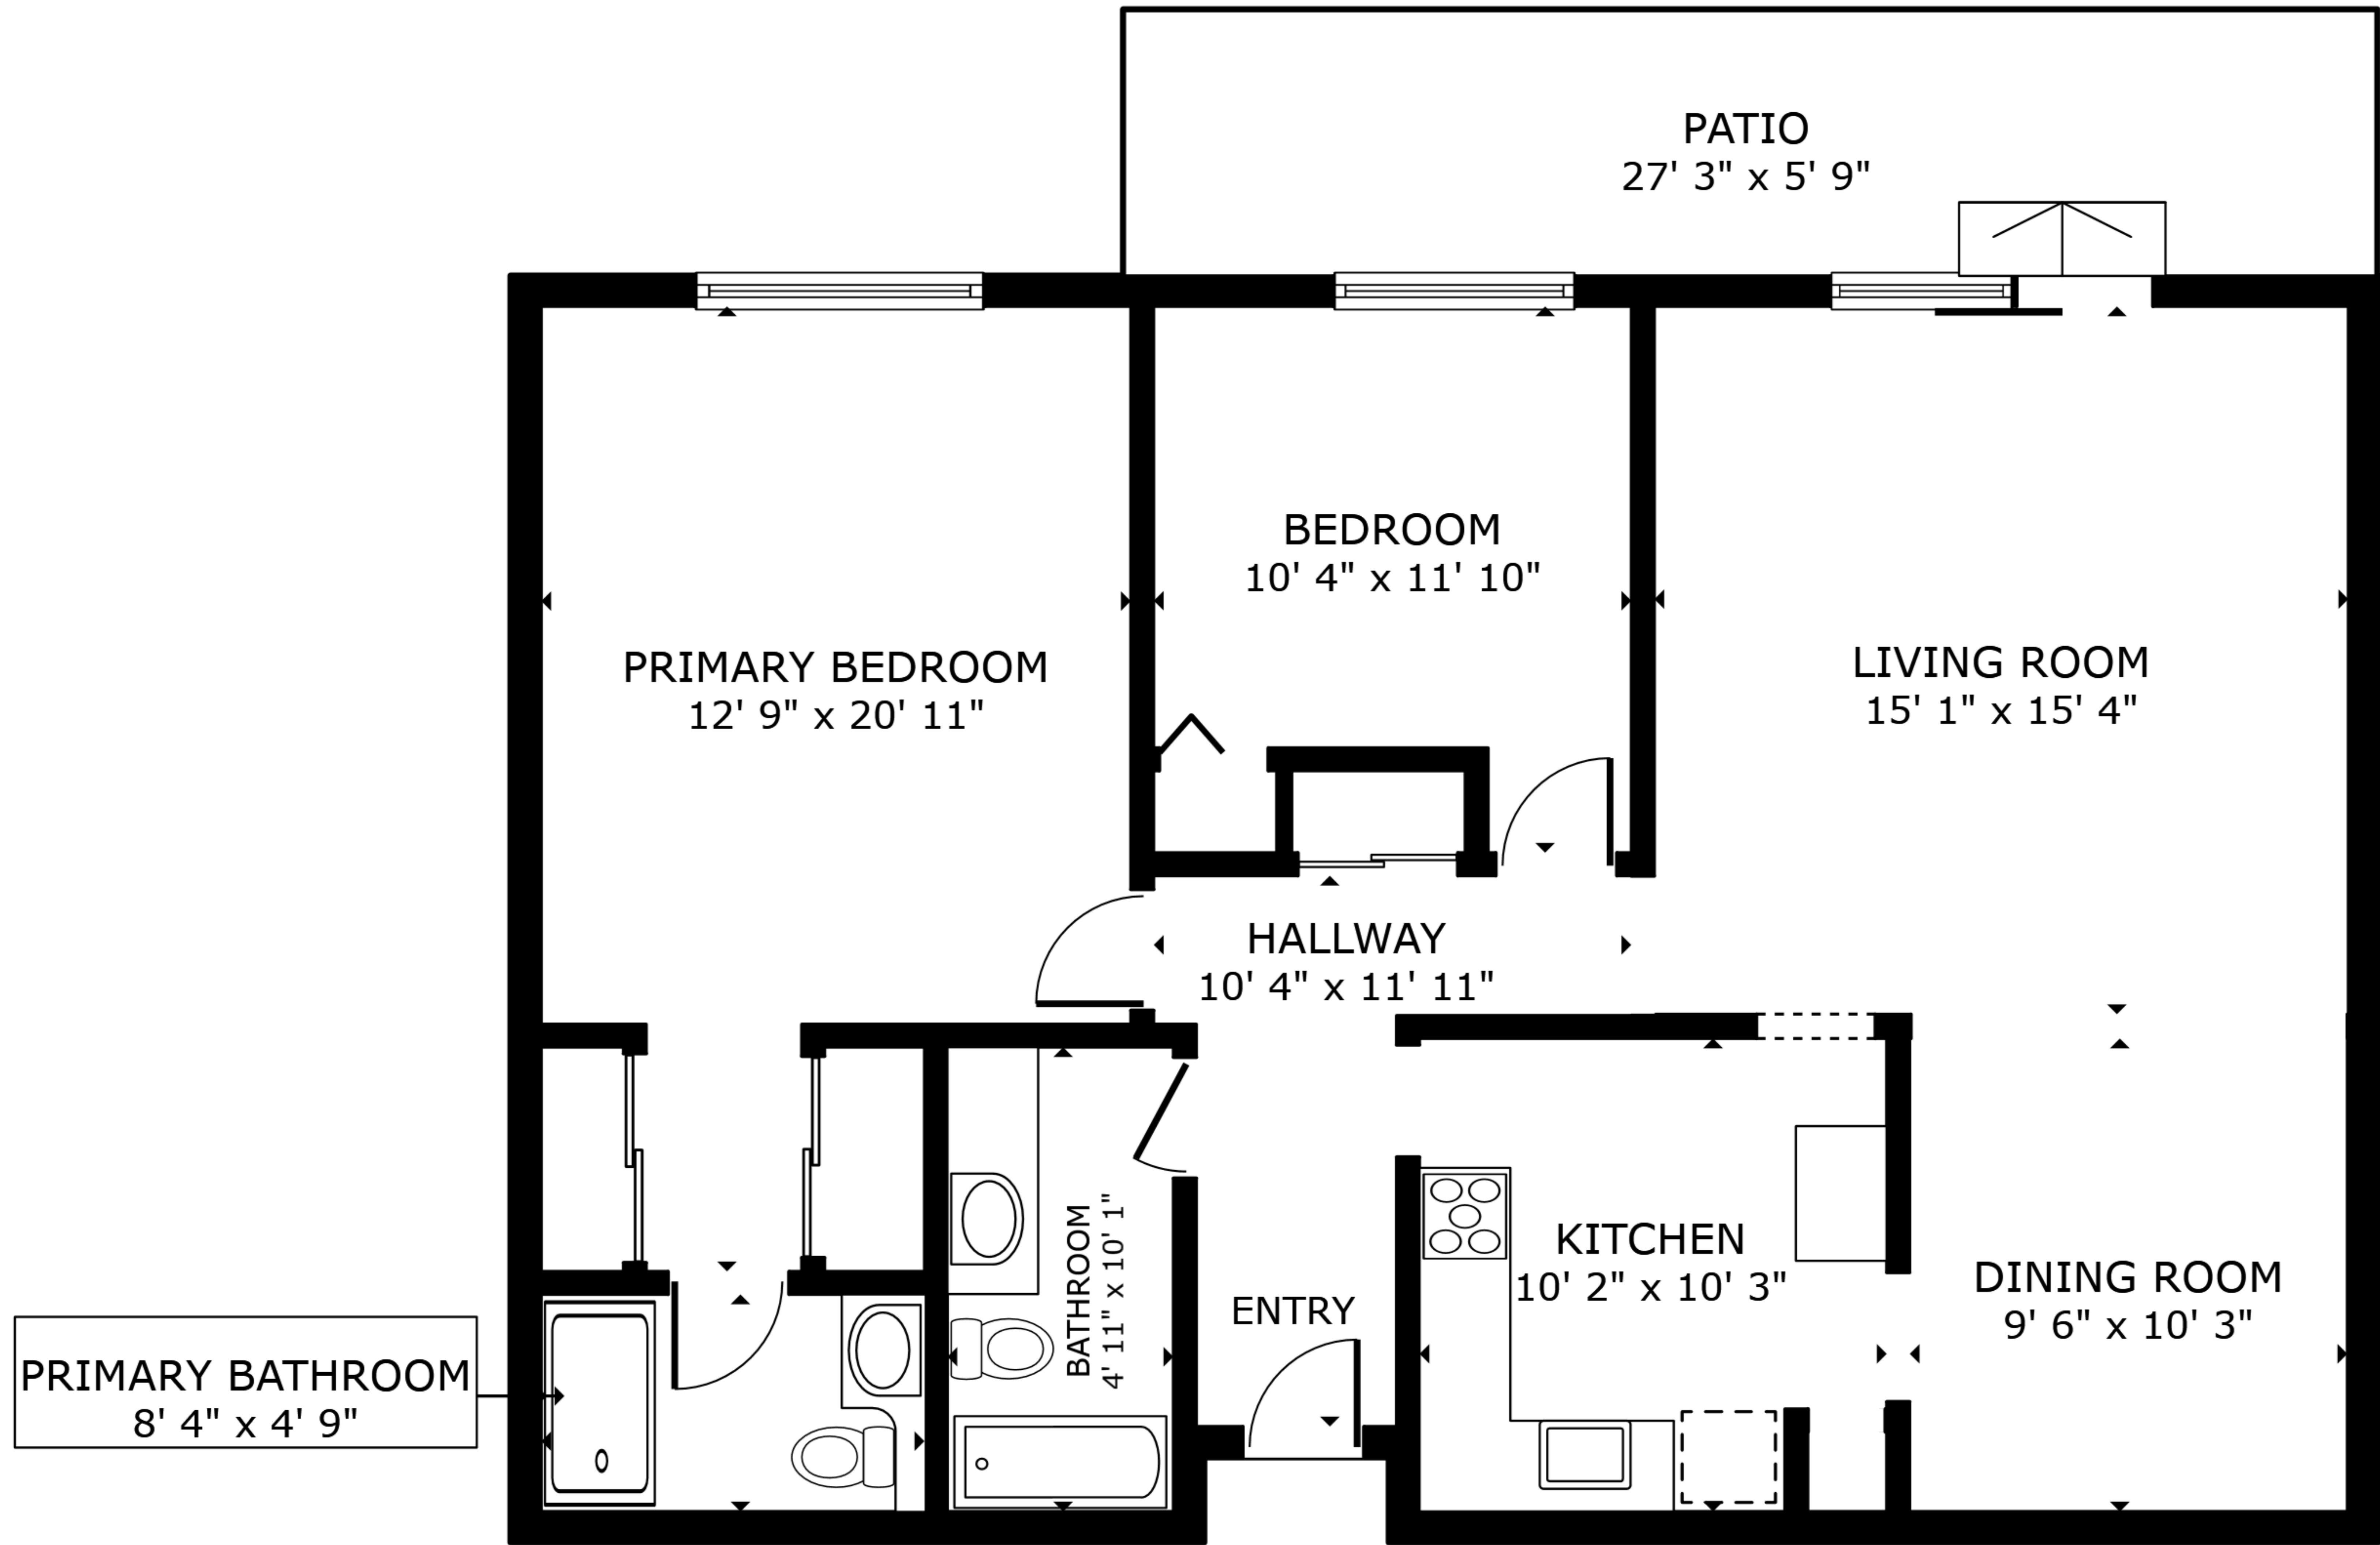 PATIO
27' 3" x 5' 9"
BEDROOM
10' 4" x 11' 10"
PRIMARY BEDROOM
12' 9" x 20' 11"
LIVING ROOM
15' 1" x 15' 4"
HALLWAY
10' 4" x 11' 11"
BATHROOM
4' 11" x 10' 1"
KITCHEN
10' 2" x 10' 3"
ENTRY
DINING ROOM
9' 6" x 10' 3"
PRIMARY BATHROOM
8' 4" x 4' 9"